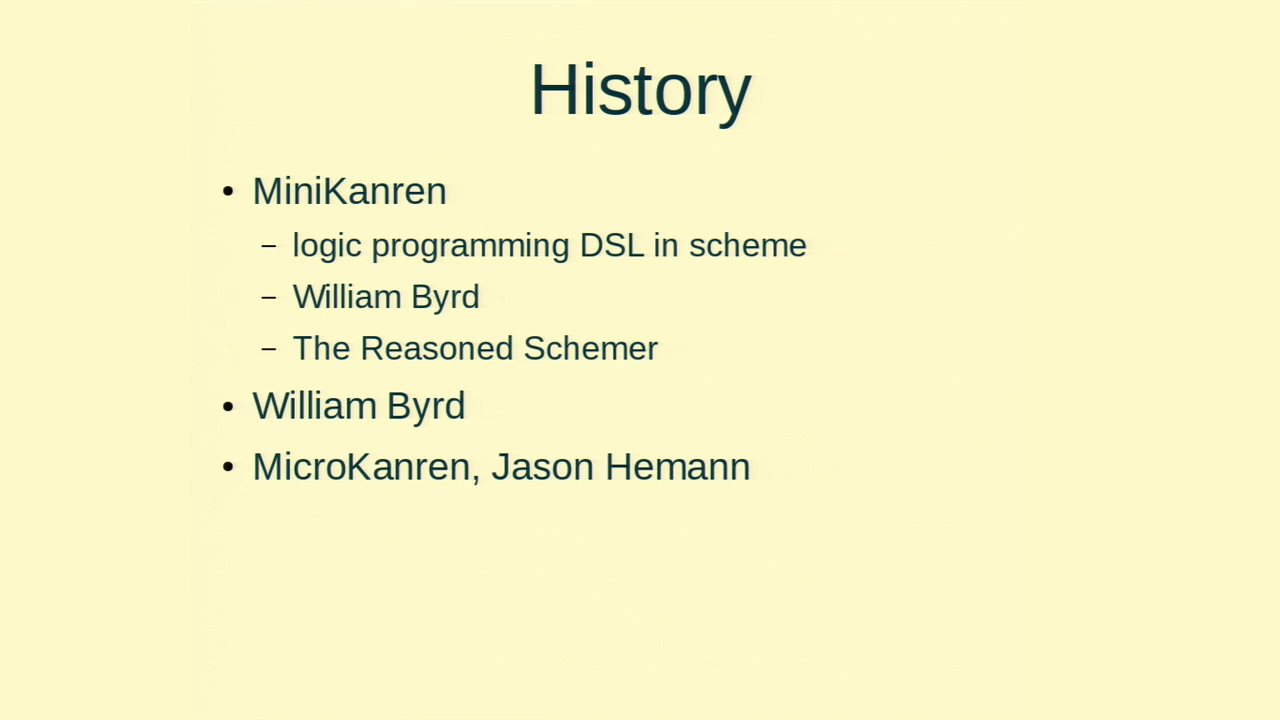 History
• MiniKanren
– logic programming DSL in scheme
– William Byrd
– The Reasoned Schemer
• William Byrd
• MicroKanren, Jason Hemann